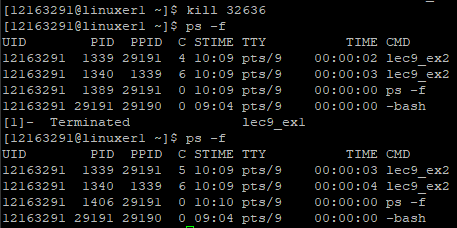 [12163291@linuxer1 ~]$ kill 32636
[12163291@linuxer1 ~]$ ps -f
UID        PID  PPID  C STIME TTY          TIME CMD
12163291  1339 29191  4 10:09 pts/9    00:00:02 lec9_ex2
12163291  1340  1339  6 10:09 pts/9    00:00:03 lec9_ex2
12163291  1389 29191  0 10:09 pts/9    00:00:00 ps -f
12163291 29191 29190  0 09:04 pts/9    00:00:00 -bash
[1]-  Terminated              lec9_ex1
[12163291@linuxer1 ~]$ ps -f
UID        PID  PPID  C STIME TTY          TIME CMD
12163291  1339 29191  5 10:09 pts/9    00:00:03 lec9_ex2
12163291  1340  1339  6 10:09 pts/9    00:00:04 lec9_ex2
12163291  1406 29191  0 10:10 pts/9    00:00:00 ps -f
12163291 29191 29190  0 09:04 pts/9    00:00:00 -bash